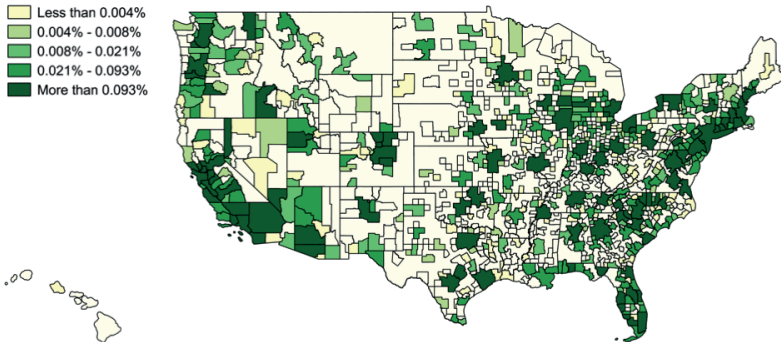 Less than 0.004%
0.004% - 0.008%
0.008% - 0.021%
0.021% - 0.093%
More than 0.093%